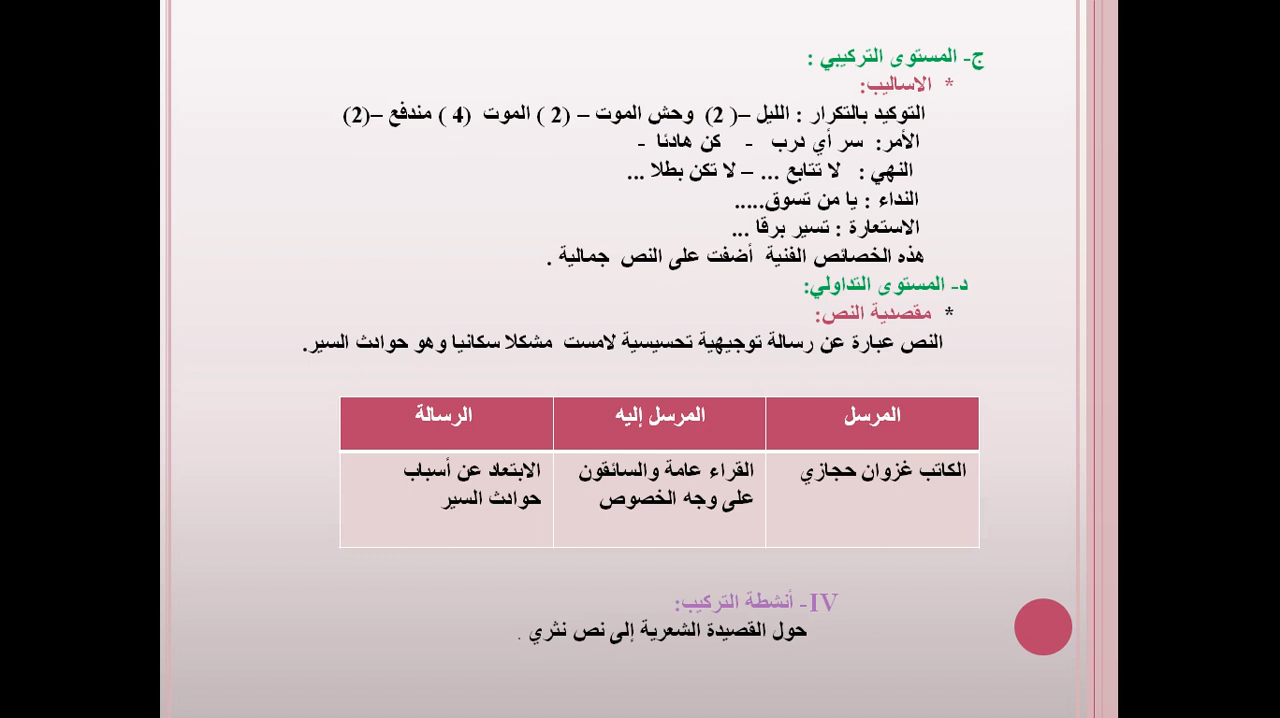 ج- المستوى التركيبي :
* الاساليب:
التوكيد بالتكرار : الليل –( 2) وحش الموت – (2 ) الموت (4 ) مندفع –(2)
الأمر: سر أي درب - كن هادئا -
النهي : لا تتابع ... – لا تكن بطلا ...
النداء : يا من تسوق.....
الاستعارة : تسير برقا ...
هذه الخصائص الفنية أضفت على النص جمالية .
د- المستوى التداولي:
* مقصدية النص:
النص عبارة عن رسالة توجيهية تحسيسية لامست مشكلا سكانيا وهو حوادث السير.
المرسل المرسل إليه الرسالة
الكاتب غزوان حجازي القراء عامة والسائقون الابتعاد عن أسباب
على وجه الخصوص حوادث السير
IV- أنشطة التركيب:
حول القصيدة الشعرية إلى نص نثري .